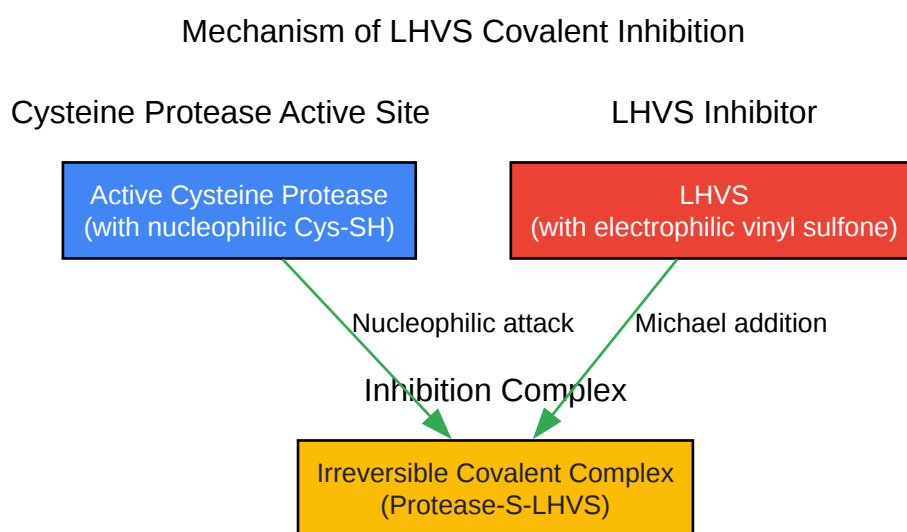 Mechanism of LHVS Covalent Inhibition
Cysteine Protease Active Site
LHVS Inhibitor
Active Cysteine Protease
(with nucleophilic Cys-SH)
LHVS
(with electrophilic vinyl sulfone)
Nucleophilic attack
Michael addition
Inhibition Complex
Irreversible Covalent Complex
(Protease-S-LHVS)